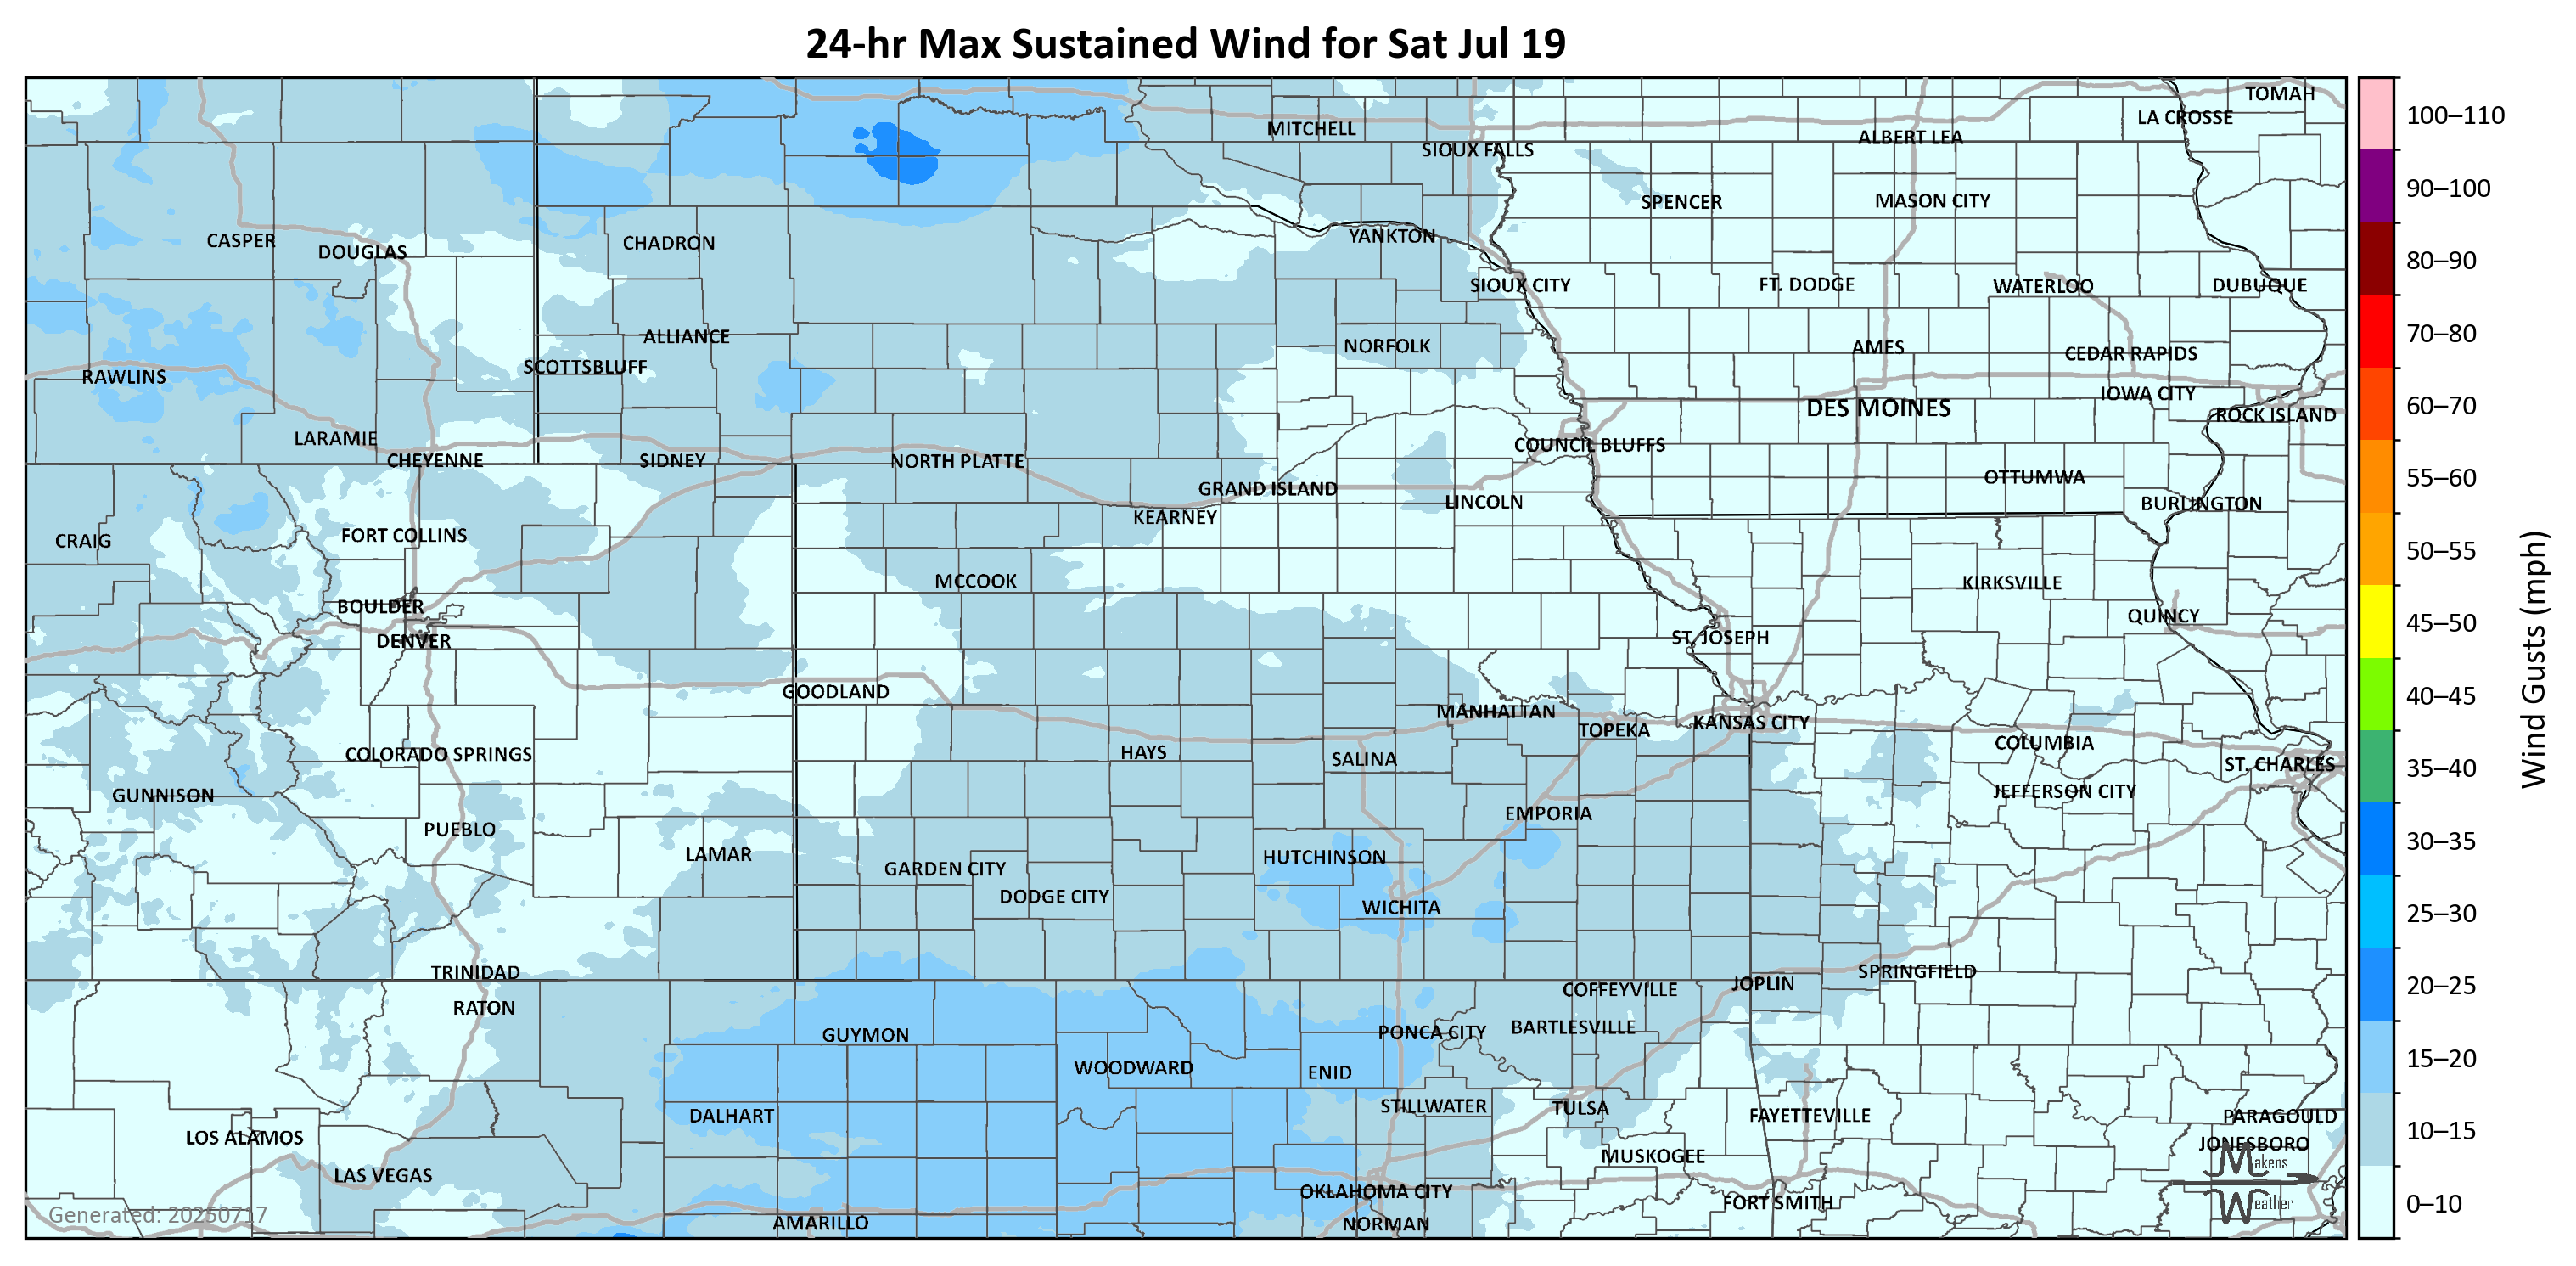 24-hr Max Sustained Wind for Sat Jul 19
TOMAH
LA CROSSE
MITCHELL
ALBERT LEA
SIOUX FALLS
SPENCER
MASON CITY
CASPER
DOUGLAS
CHADRON
YANKTON
SIOUX CITY
FT. DODGE
WATERLOO
DUBUQUE
ALLIANCE
NORFOLK
AMES
CEDAR RAPIDS
SCOTTSBLUFF
RAWLINS
IOWA CITY
DES MOINES
ROCK ISLAND
LARAMIE
COUNCIL BLUFFS
CHEYENNE
SIDNEY
NORTH PLATTE
OTTUMWA
GRAND ISLAND
LINCOLN
BURLINGTON
KEARNEY
FORT COLLINS
CRAIG
MCCOOK
KIRKSVILLE
BOULDER
QUINCY
DENVER
ST. JOSEPH
GOODLAND
MANHATTAN
TOPEKA
KANSAS CITY
COLUMBIA
COLORADO SPRINGS
HAYS
SALINA
ST. CHARLES
GUNNISON
JEFFERSON CITY
EMPORIA
PUEBLO
LAMAR
HUTCHINSON
GARDEN CITY
DODGE CITY
WICHITA
TRINIDAD
SPRINGFIELD
JOPLIN
COFFEYVILLE
RATON
GUYMON
PONCA CITY
BARTLESVILLE
WOODWARD
ENID
STILLWATER
TULSA
DALHART
FAYETTEVILLE
PARAGOULD
LOS ALAMOS
JONESBORO
MUSKOGEE
LAS VEGAS
OKLAHOMA CITY
FORT SMITH
AMARILLO
NORMAN
Generated: 20250717
Makens
Weather
100–110
90–100
80–90
70–80
60–70
55–60
50–55
45–50
40–45
35–40
30–35
25–30
20–25
15–20
10–15
0–10
Wind Gusts (mph)